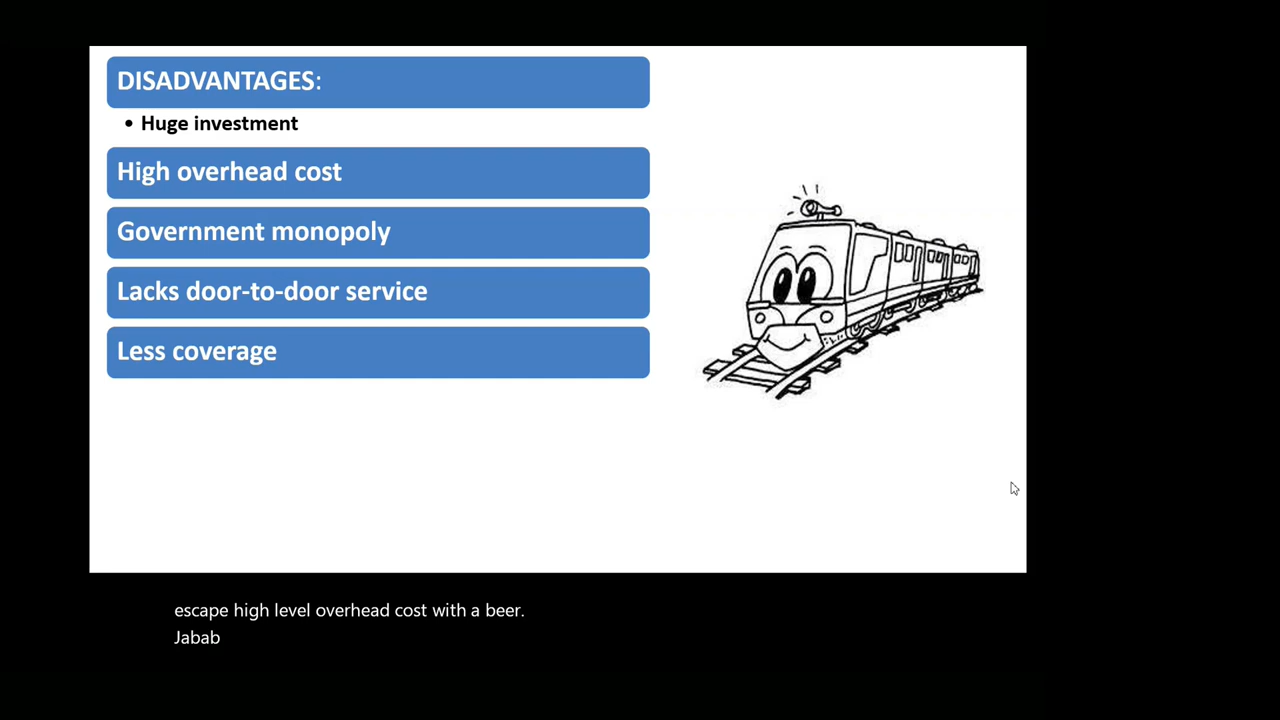 DISADVANTAGES:
• Huge investment
High overhead cost
Government monopoly
Lacks door-to-door service
Less coverage
escape high level overhead cost with a beer.
Jabab